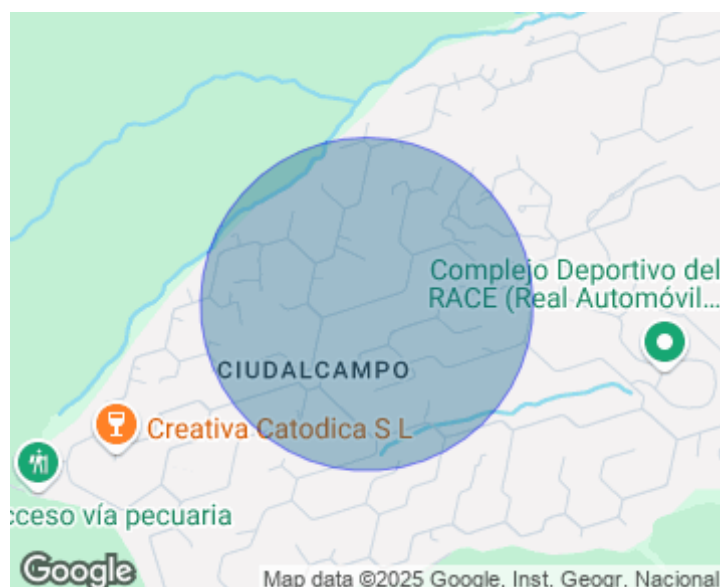 Complejo Deportivo del
RACE (Real Automóvil...
CIUDALCAMPO
Creativa Catodica S L
cceso vía pecuaria
Google
Map data ©2025 Google, Inst. Geogr. Nacional